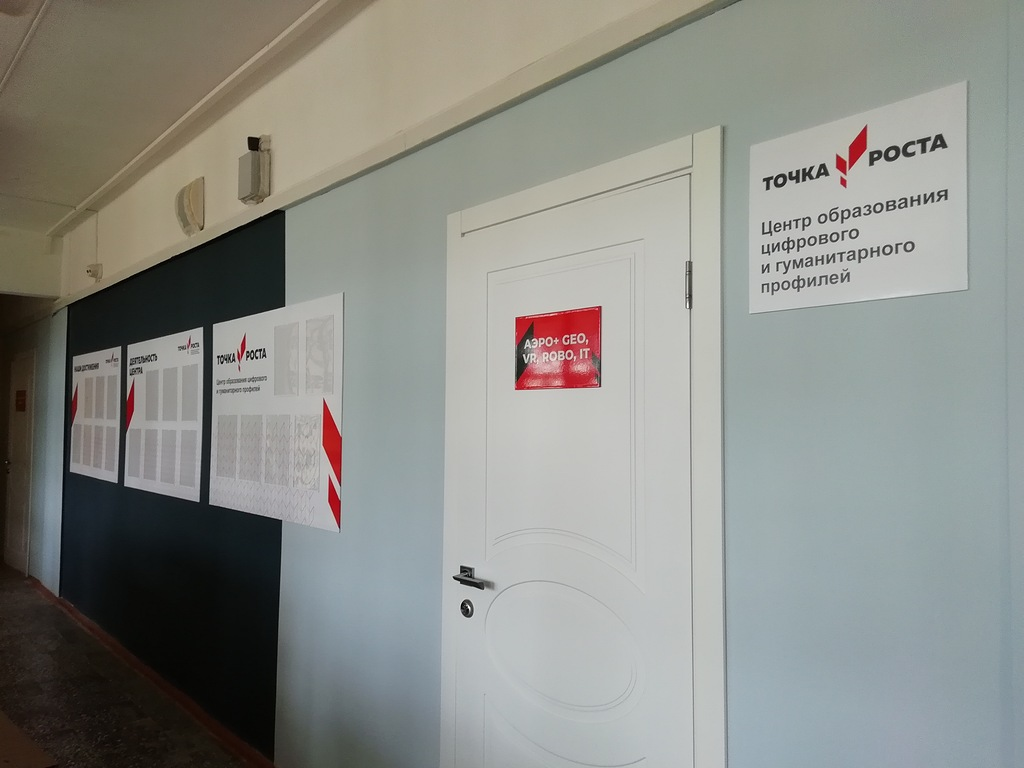 НАШИ ДОСТИЖЕНИЯ
ДЕЯТЕЛЬНОСТЬ
ЦЕНТРА
ТОЧКА РОСТА
ТОЧКА РОСТА
Центр образования цифрового
и гуманитарного профилей
АЭРО+ GEO,
VR, ROBO, IT
ТОЧКА РОСТА
Центр образования
цифрового
и гуманитарного
профилей